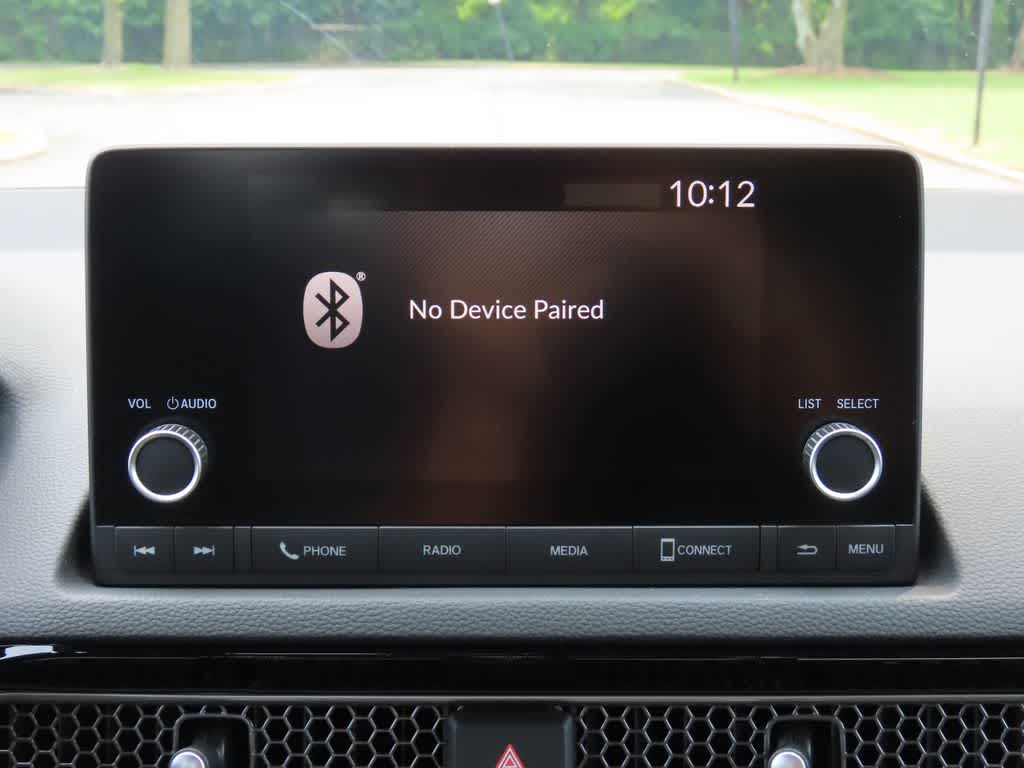 10:12
®
No Device Paired
VOL AUDIO
LIST SELECT
PHONE
RADIO
MEDIA
CONNECT
MENU